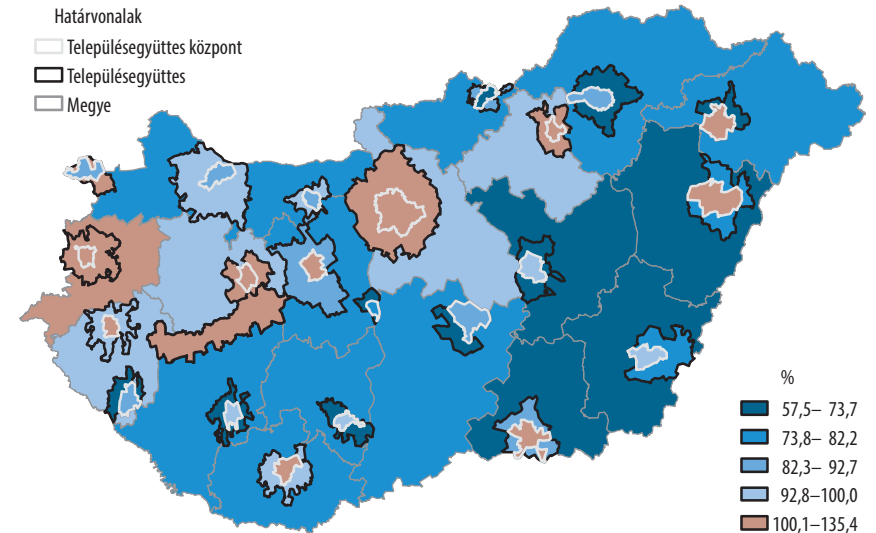 Határvonalak
Településegyüttes központ
Településegyüttes
Megye
%
57,5– 73,7
73,8– 82,2
82,3– 92,7
92,8–100,0
100,1–135,4